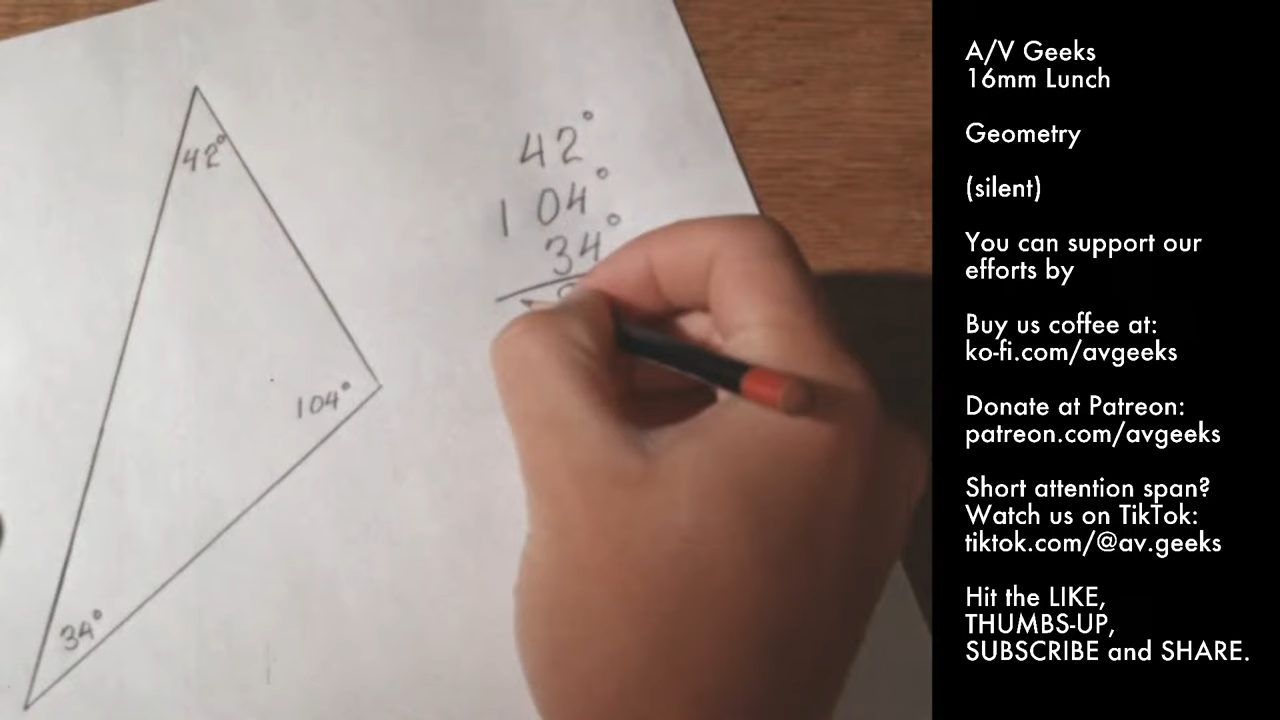 42°
104°
34°
42°
104°
34°
A/V Geeks
16mm Lunch
Geometry
(silent)
You can support our
efforts by
Buy us coffee at:
ko-fi.com/avgeeks
Donate at Patreon:
patreon.com/avgeeks
Short attention span?
Watch us on TikTok:
tiktok.com/@av.geeks
Hit the LIKE,
THUMBS-UP,
SUBSCRIBE and SHARE.